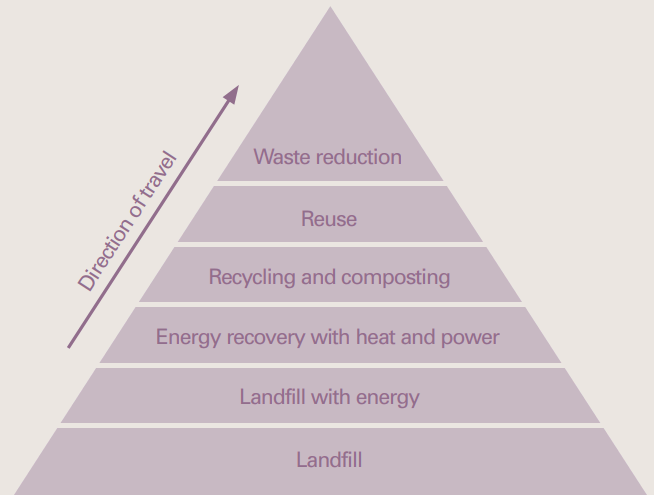 Direction of travel
Waste reduction
Reuse
Recycling and composting
Energy recovery with heat and power
Landfill with energy
Landfill